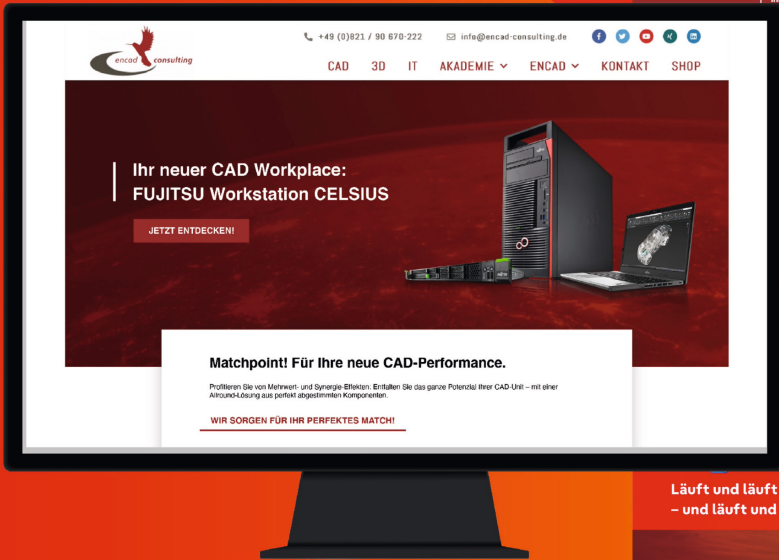 encad consulting
+49 (0)821 / 90 670-222 info@encad-consulting.de
CAD 3D IT AKADEMIE ENCAD KONTAKT SHOP
Ihr neuer CAD Workplace:
FUJITSU Workstation CELSIUS
JETZT ENTDECKEN!
Matchpoint! Für Ihre neue CAD-Performance.
Profitieren Sie von Mehrwert- und Synergie-Effekten: Entfalten Sie das ganze Potenzial Ihrer CAD-Unit – mit einer
Allround-Lösung aus perfekt abgestimmten Komponenten.
WIR SORGEN FÜR IHR PERFEKTES MATCH!
Läuft und läuft
– und läuft und